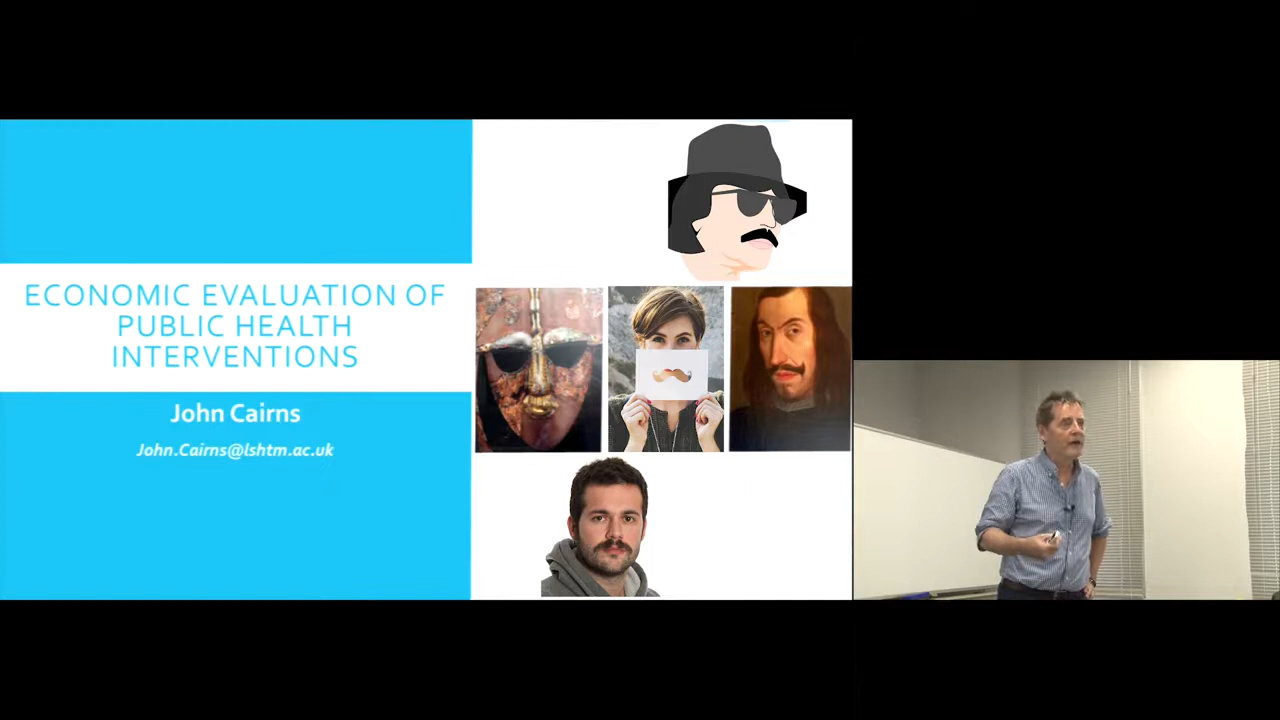 ECONOMIC EVALUATION OF
PUBLIC HEALTH
INTERVENTIONS
John Cairns
John.Cairns@lshtm.ac.uk